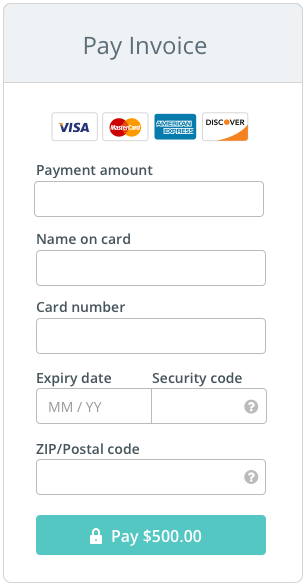 Pay Invoice
VISA MasterCard AMERICAN EXPRESS DISCOVER
Payment amount
Name on card
Card number
Expiry date Security code
MM / YY ?
ZIP/Postal code
?
Pay $500.00